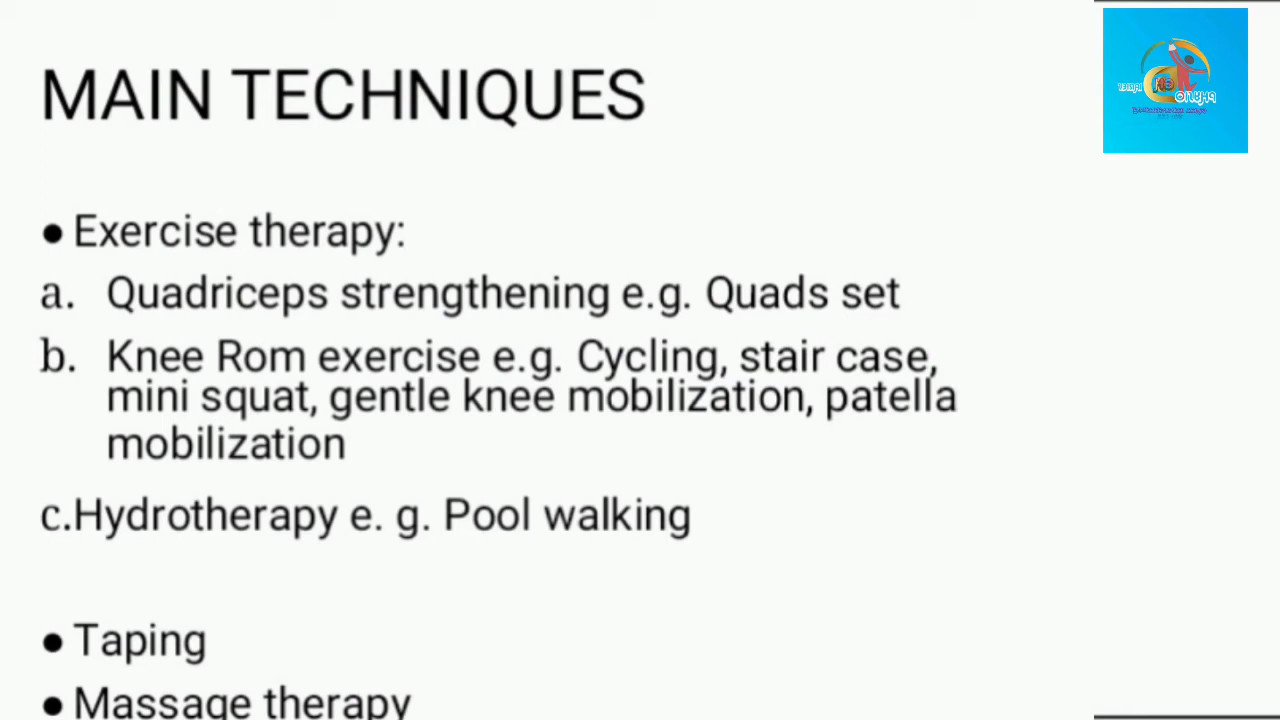 MAIN TECHNIQUES
● Exercise therapy:
a. Quadriceps strengthening e.g. Quads set
b. Knee Rom exercise e.g. Cycling, stair case,
mini squat, gentle knee mobilization, patella
mobilization
c.Hydrotherapy e. g. Pool walking
● Taping
● Massage therapy